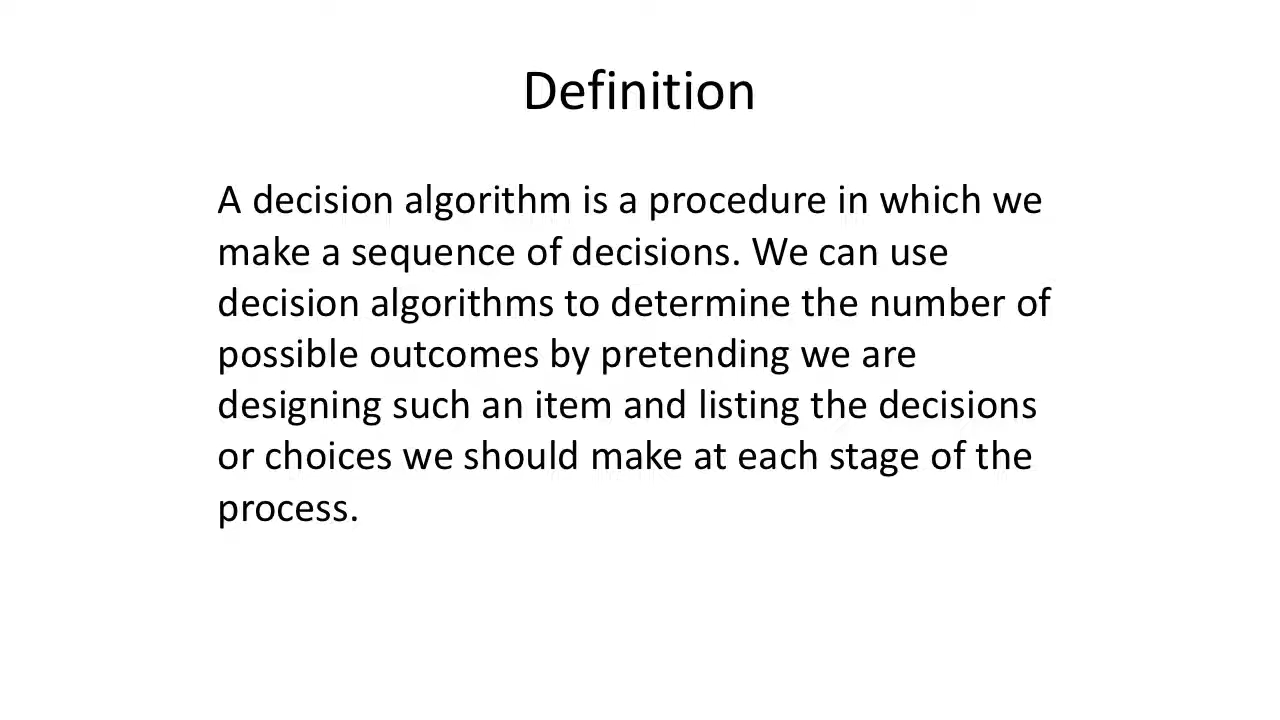 Definition
A decision algorithm is a procedure in which we
make a sequence of decisions. We can use
decision algorithms to determine the number of
possible outcomes by pretending we are
designing such an item and listing the decisions
or choices we should make at each stage of the
process.